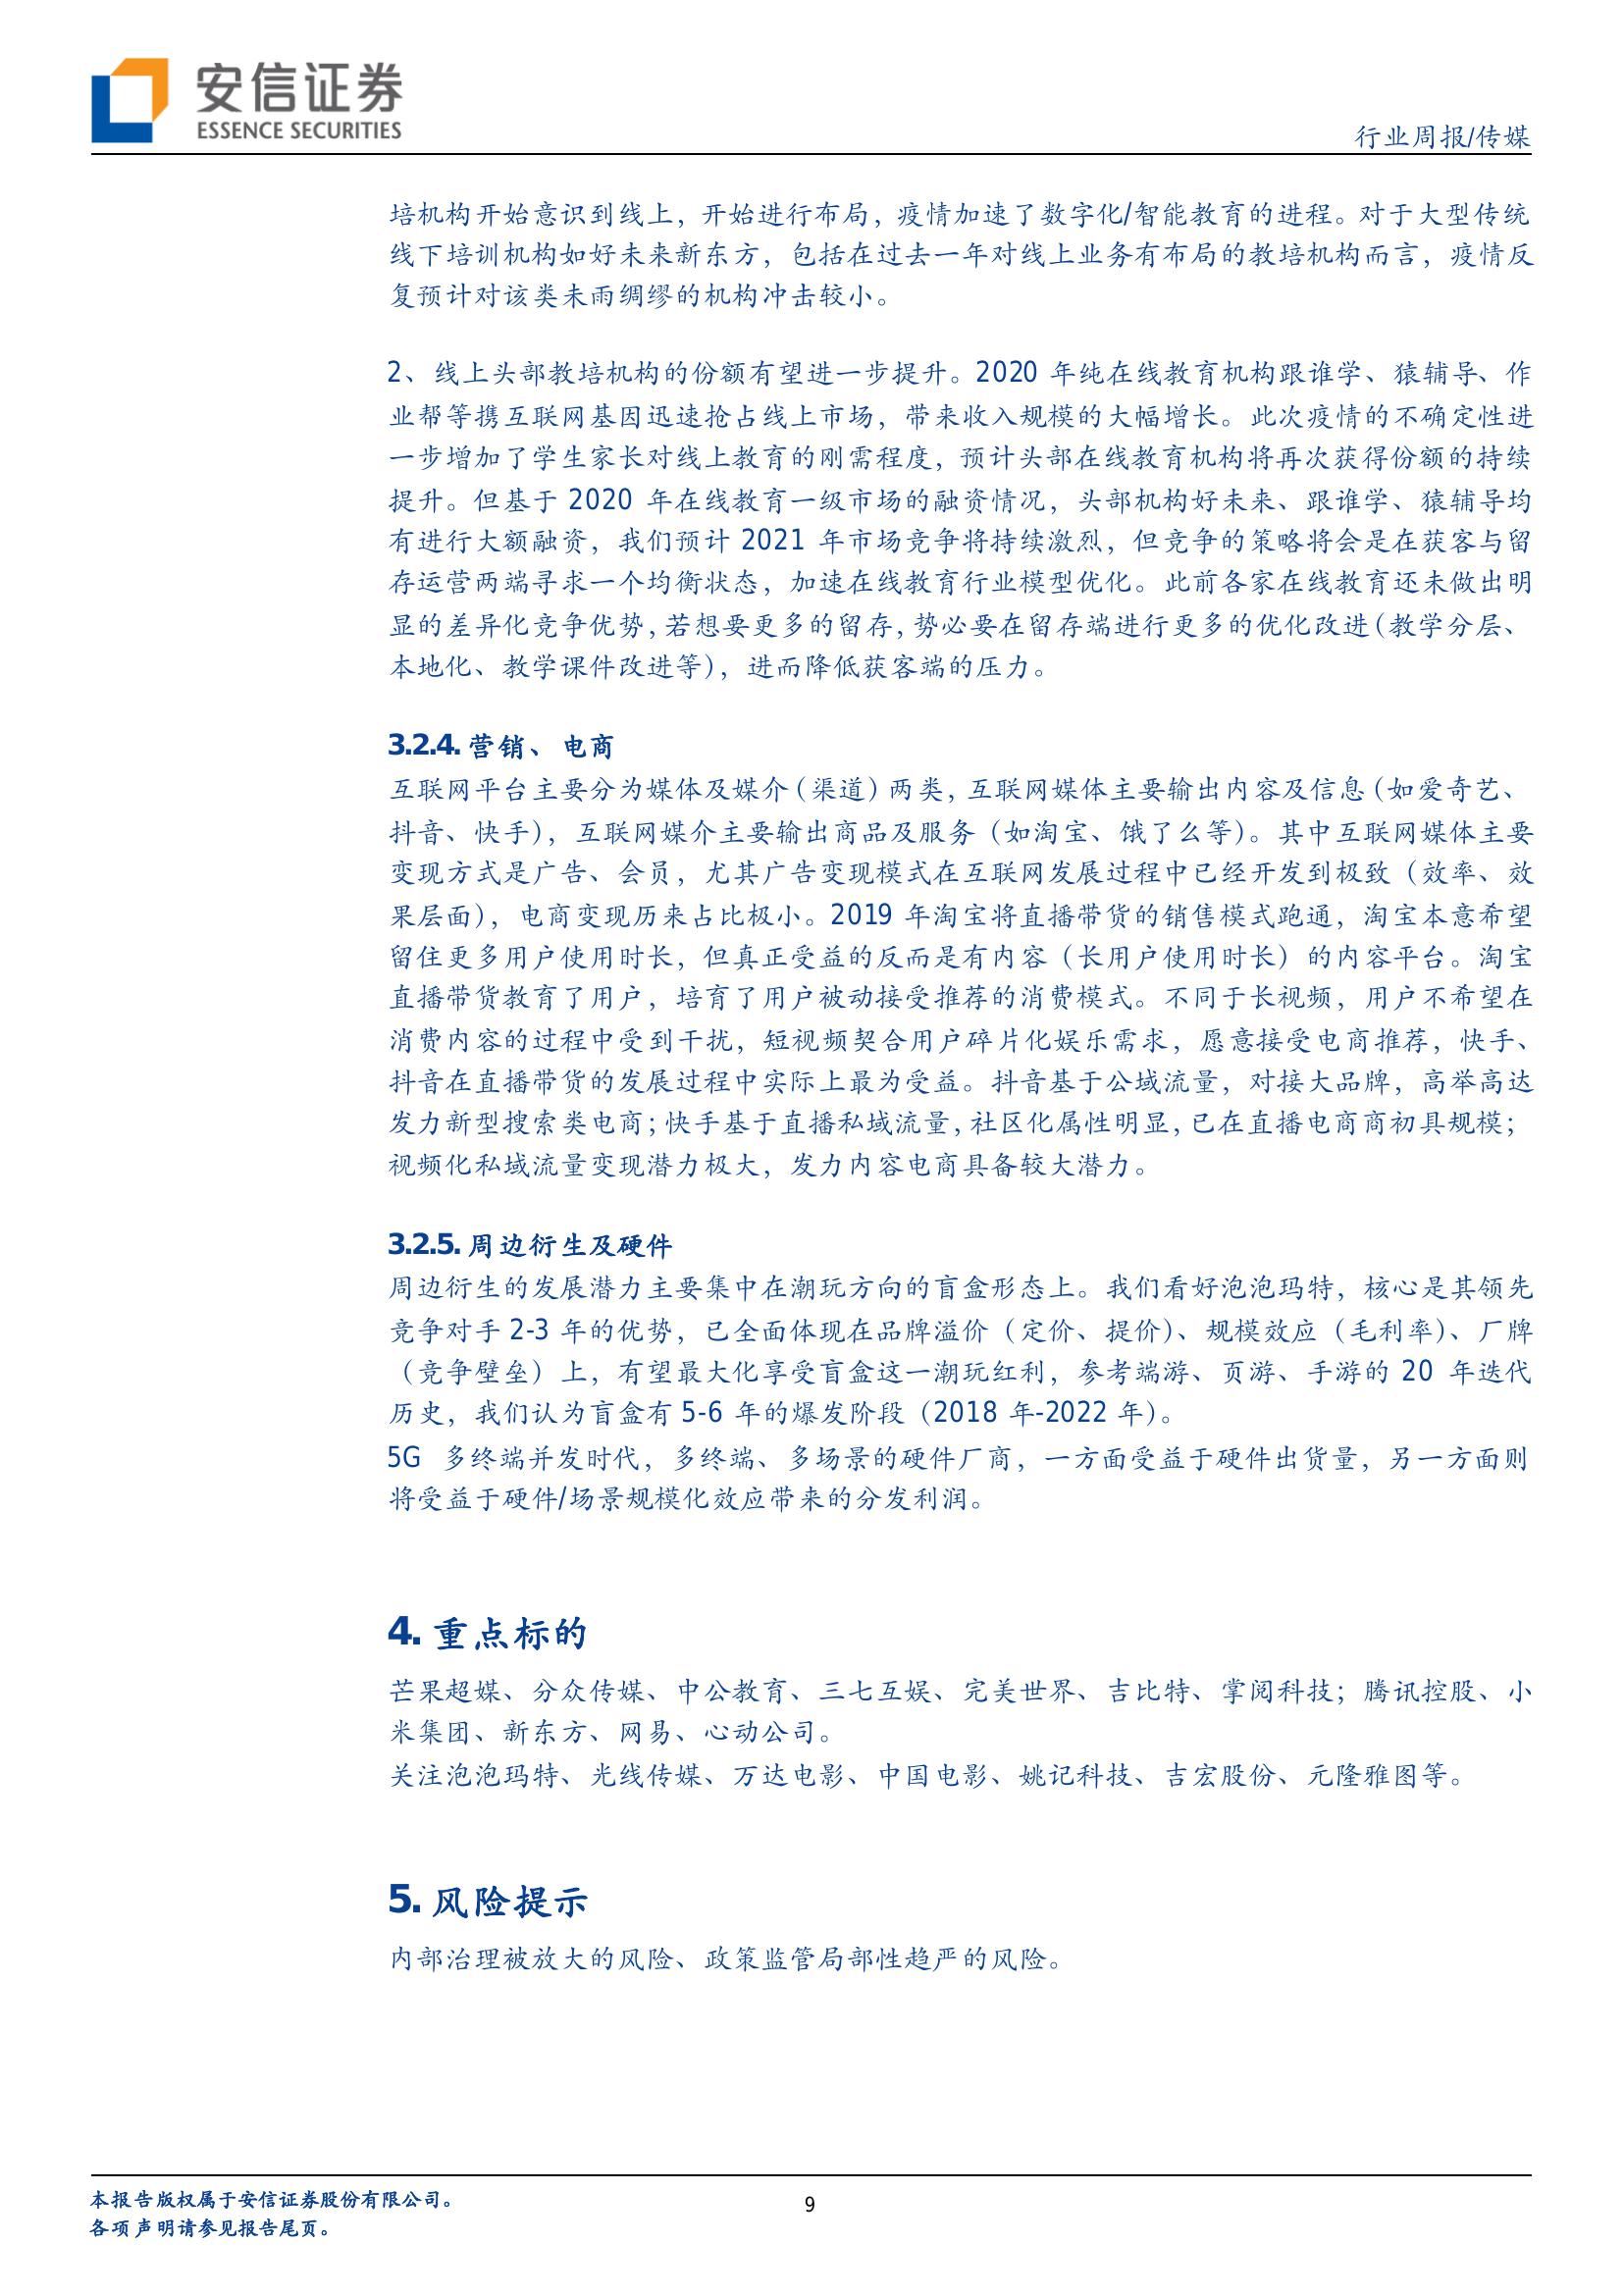 安信证券
ESSENCE SECURITIES
行业周报/传媒
培机构开始意识到线上，开始进行布局，疫情加速了数字化/智能教育的进程。对于大型传统
线下培训机构如好未来新东方，包括在过去一年对线上业务有布局的教培机构而言，疫情反
复预计对该类未雨绸缪的机构冲击较小。
2、线上头部教培机构的份额有望进一步提升。2020 年纯在线教育机构跟谁学、猿辅导、作
业帮等携互联网基因迅速抢占线上市场，带来收入规模的大幅增长。此次疫情的不确定性进
一步增加了学生家长对线上教育的刚需程度，预计头部在线教育机构将再次获得份额的持续
提升。但基于 2020 年在线教育一级市场的融资情况，头部机构好未来、跟谁学、猿辅导均
有进行大额融资，我们预计 2021 年市场竞争将持续激烈，但竞争的策略将会是在获客与留
存运营两端寻求一个均衡状态，加速在线教育行业模型优化。此前各家在线教育还未做出明
显的差异化竞争优势，若想要更多的留存，势必要在留存端进行更多的优化改进（教学分层、
本地化、教学课件改进等），进而降低获客端的压力。
3.2.4. 营销、电商
互联网平台主要分为媒体及媒介（渠道）两类，互联网媒体主要输出内容及信息（如爱奇艺、
抖音、快手），互联网媒介主要输出商品及服务（如淘宝、饿了么等）。其中互联网媒体主要
变现方式是广告、会员，尤其广告变现模式在互联网发展过程中已经开发到极致（效率、效
果层面），电商变现历来占比极小。2019 年淘宝将直播带货的销售模式跑通，淘宝本意希望
留住更多用户使用时长，但真正受益的反而是有内容（长用户使用时长）的内容平台。淘宝
直播带货教育了用户，培育了用户被动接受推荐的消费模式。不同于长视频，用户不希望在
消费内容的过程中受到干扰，短视频契合用户碎片化娱乐需求，愿意接受电商推荐，快手、
抖音在直播带货的发展过程中实际上最为受益。抖音基于公域流量，对接大品牌，高举高达
发力新型搜索类电商；快手基于直播私域流量，社区化属性明显，已在直播电商商初具规模；
视频化私域流量变现潜力极大，发力内容电商具备较大潜力。
3.2.5. 周边衍生及硬件
周边衍生的发展潜力主要集中在潮玩方向的盲盒形态上。我们看好泡泡玛特，核心是其领先
竞争对手 2-3 年的优势，已全面体现在品牌溢价（定价、提价）、规模效应（毛利率）、厂牌
（竞争壁垒）上，有望最大化享受盲盒这一潮玩红利，参考端游、页游、手游的 20 年迭代
历史，我们认为盲盒有 5-6 年的爆发阶段（2018 年-2022 年）。
5G 多终端并发时代，多终端、多场景的硬件厂商，一方面受益于硬件出货量，另一方面则
将受益于硬件/场景规模化效应带来的分发利润。
4. 重点标的
芒果超媒、分众传媒、中公教育、三七互娱、完美世界、吉比特、掌阅科技；腾讯控股、小
米集团、新东方、网易、心动公司。
关注泡泡玛特、光线传媒、万达电影、中国电影、姚记科技、吉宏股份、元隆雅图等。
5. 风险提示
内部治理被放大的风险、政策监管局部性趋严的风险。
本报告版权属于安信证券股份有限公司。
各项声明请参见报告尾页。
9